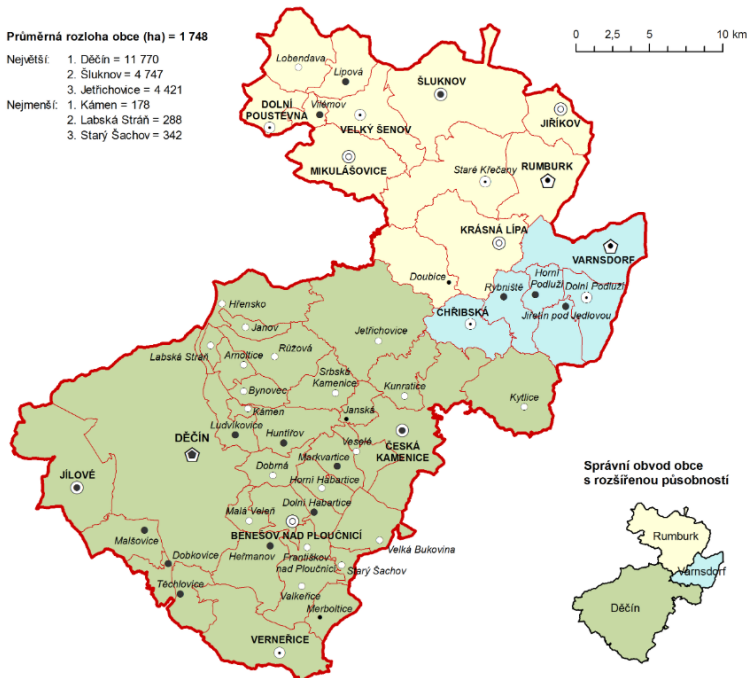 Průměrná rozloha obce (ha) = 1 748
Největší: 1. Děčín = 11 770
2. Šluknov = 4 747
3. Jetřichovice = 4 421
Nejmenší: 1. Kámen = 178
2. Labská Stráň = 288
3. Starý Šachov = 342
0 2,5 5 10 km
Lobendava
Lipová
ŠLUKNOV
DOLNÍ
POUSTEVNA
Vilémov
VELKÝ ŠENOV
JIŘÍKOV
MIKULÁŠOVICE
Staré Křečany
RUMBURK
KRÁSNÁ LÍPA
VARNSDORF
Doubice
Rybniště
Horní
Podluží
Dolní Podluží
Jiřetín pod Jedlovou
CHŘIBSKÁ
Hřensko
Janov
Jetřichovice
Labská Stráň
Arnoltice
Růžová
Srbská
Kamenice
Kunratice
Kytlice
Bynovec
Kámen
Janská
Ludvíkovice
Huntířov
Veselé
ČESKÁ
KAMENICE
DĚČÍN
Markvartice
Dobrná
Horní Habartice
JÍLOVÉ
Dolní Habartice
Malá Veleň
BENEŠOV NAD PLOUČNICÍ
Malšovice
Dobkovice
Heřmanov
Františkov
nad Ploučnicí
Velká Bukovina
Starý Šachov
Těchlovice
Valkeřice
Merboltice
VERNEŘICE
Správní obvod obce
s rozšířenou působností
Rumburk
Varnsdorf
Děčín